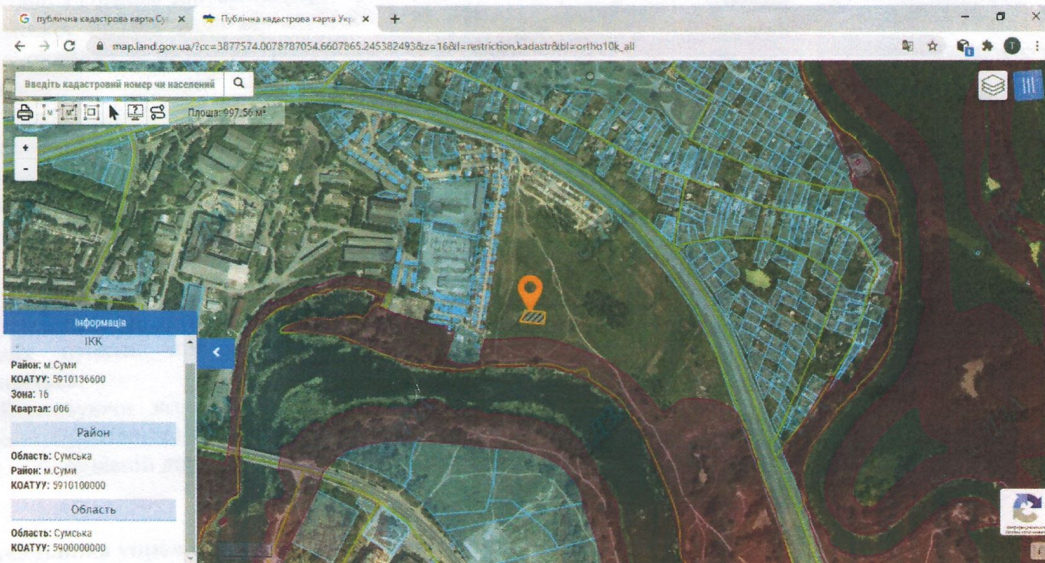 публична кадастрова карта Су
Публічна кадастрова карта Укр
map.land.gov.ua/?cc=3877574.0078787054,6607865.245382493&z=16&l=restriction,kadastr&bl=ortho10k_all
Введіть кадастровий номер чи населений
Площа: 997,56 м²
Інформація
ІКК
Район: м.Суми
КОАТУУ: 5910136600
Зона: 16
Квартал: 006
Район
Область: Сумська
Район: м.Суми
КОАТУУ: 5910100000
Область
Область: Сумська
КОАТУУ: 5900000000